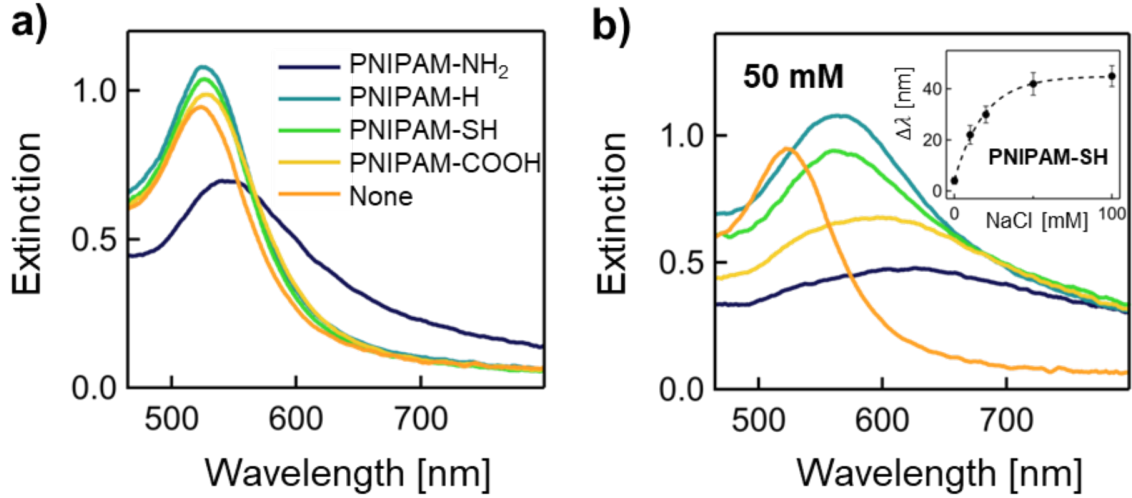 a)
PNIPAM-NH₂
PNIPAM-H
PNIPAM-SH
PNIPAM-COOH
None
1.0
0.5
0.0
Extinction
500
600
700
Wavelength [nm]
b)
50 mM
1.0
0.5
0.0
Extinction
500
600
700
Wavelength [nm]
Δλ [nm]
40
20
0
PNIPAM-SH
0
100
NaCl [mM]